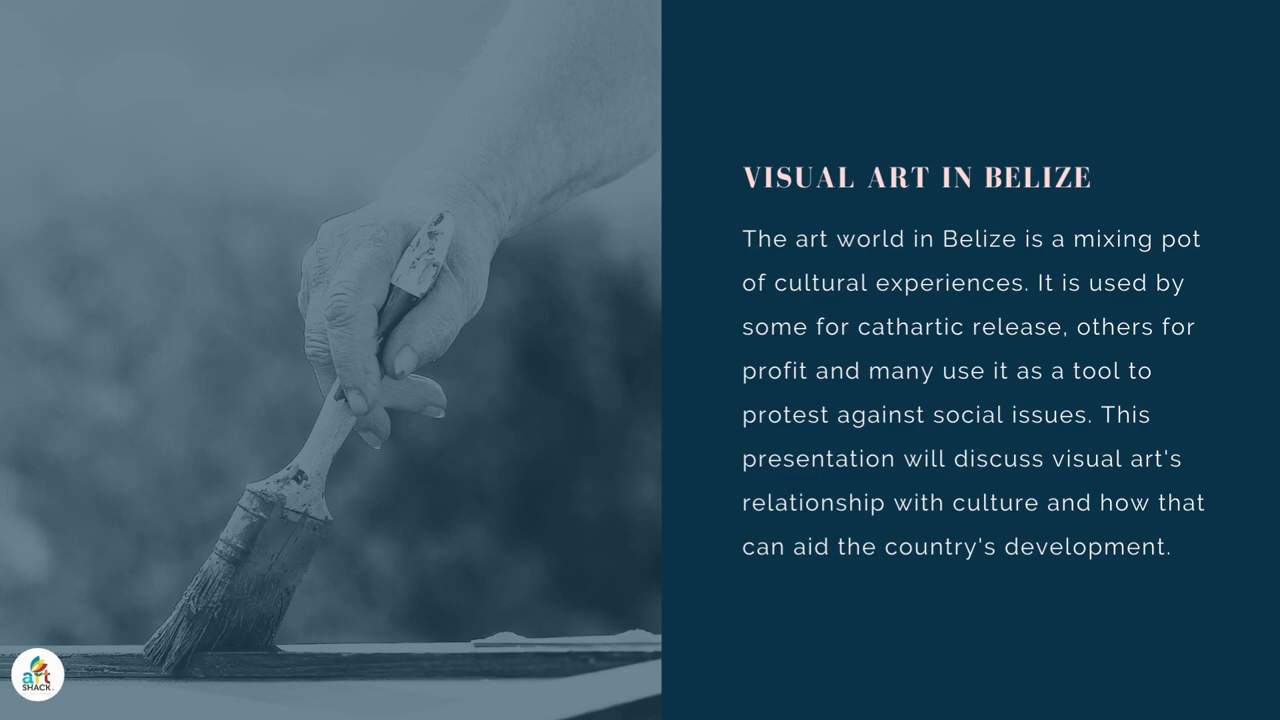 VISUAL ART IN BELIZE
The art world in Belize is a mixing pot
of cultural experiences. It is used by
some for cathartic release, others for
profit and many use it as a tool to
protest against social issues. This
presentation will discuss visual art's
relationship with culture and how that
can aid the country's development.
art
SHACK